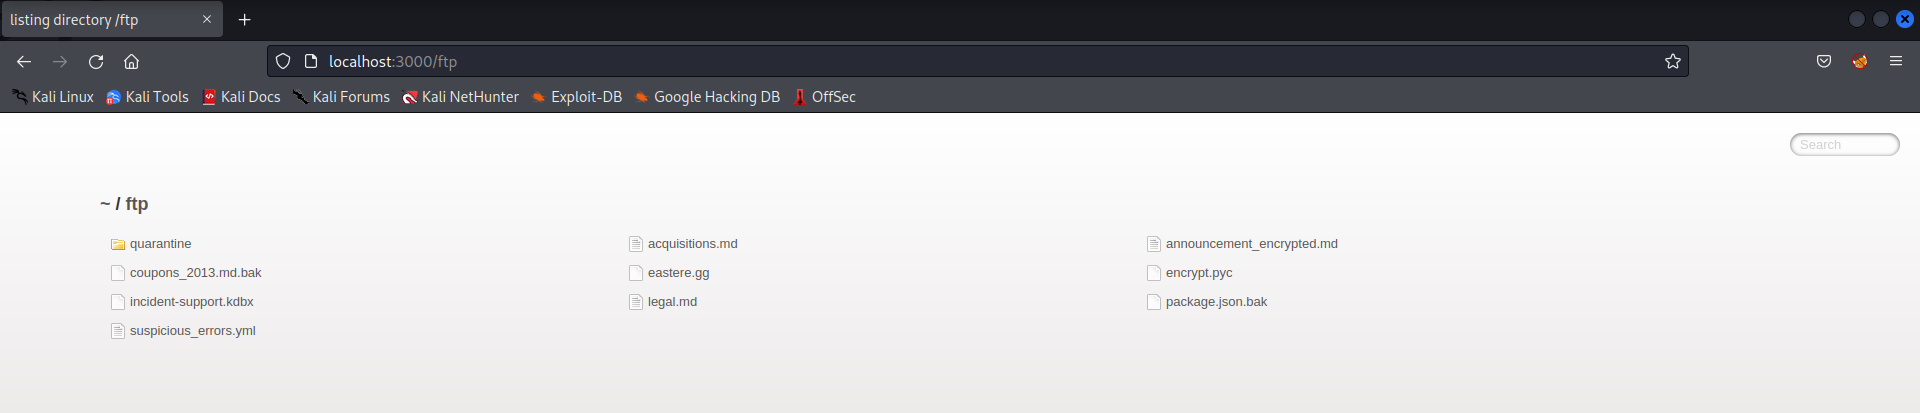 listing directory /ftp
localhost:3000/ftp
Kali Linux Kali Tools Kali Docs Kali Forums Kali NetHunter Exploit-DB Google Hacking DB OffSec
Search
~ / ftp
quarantine acquisitions.md announcement_encrypted.md
coupons_2013.md.bak eastere.gg encrypt.pyc
incident-support.kdbx legal.md package.json.bak
suspicious_errors.yml